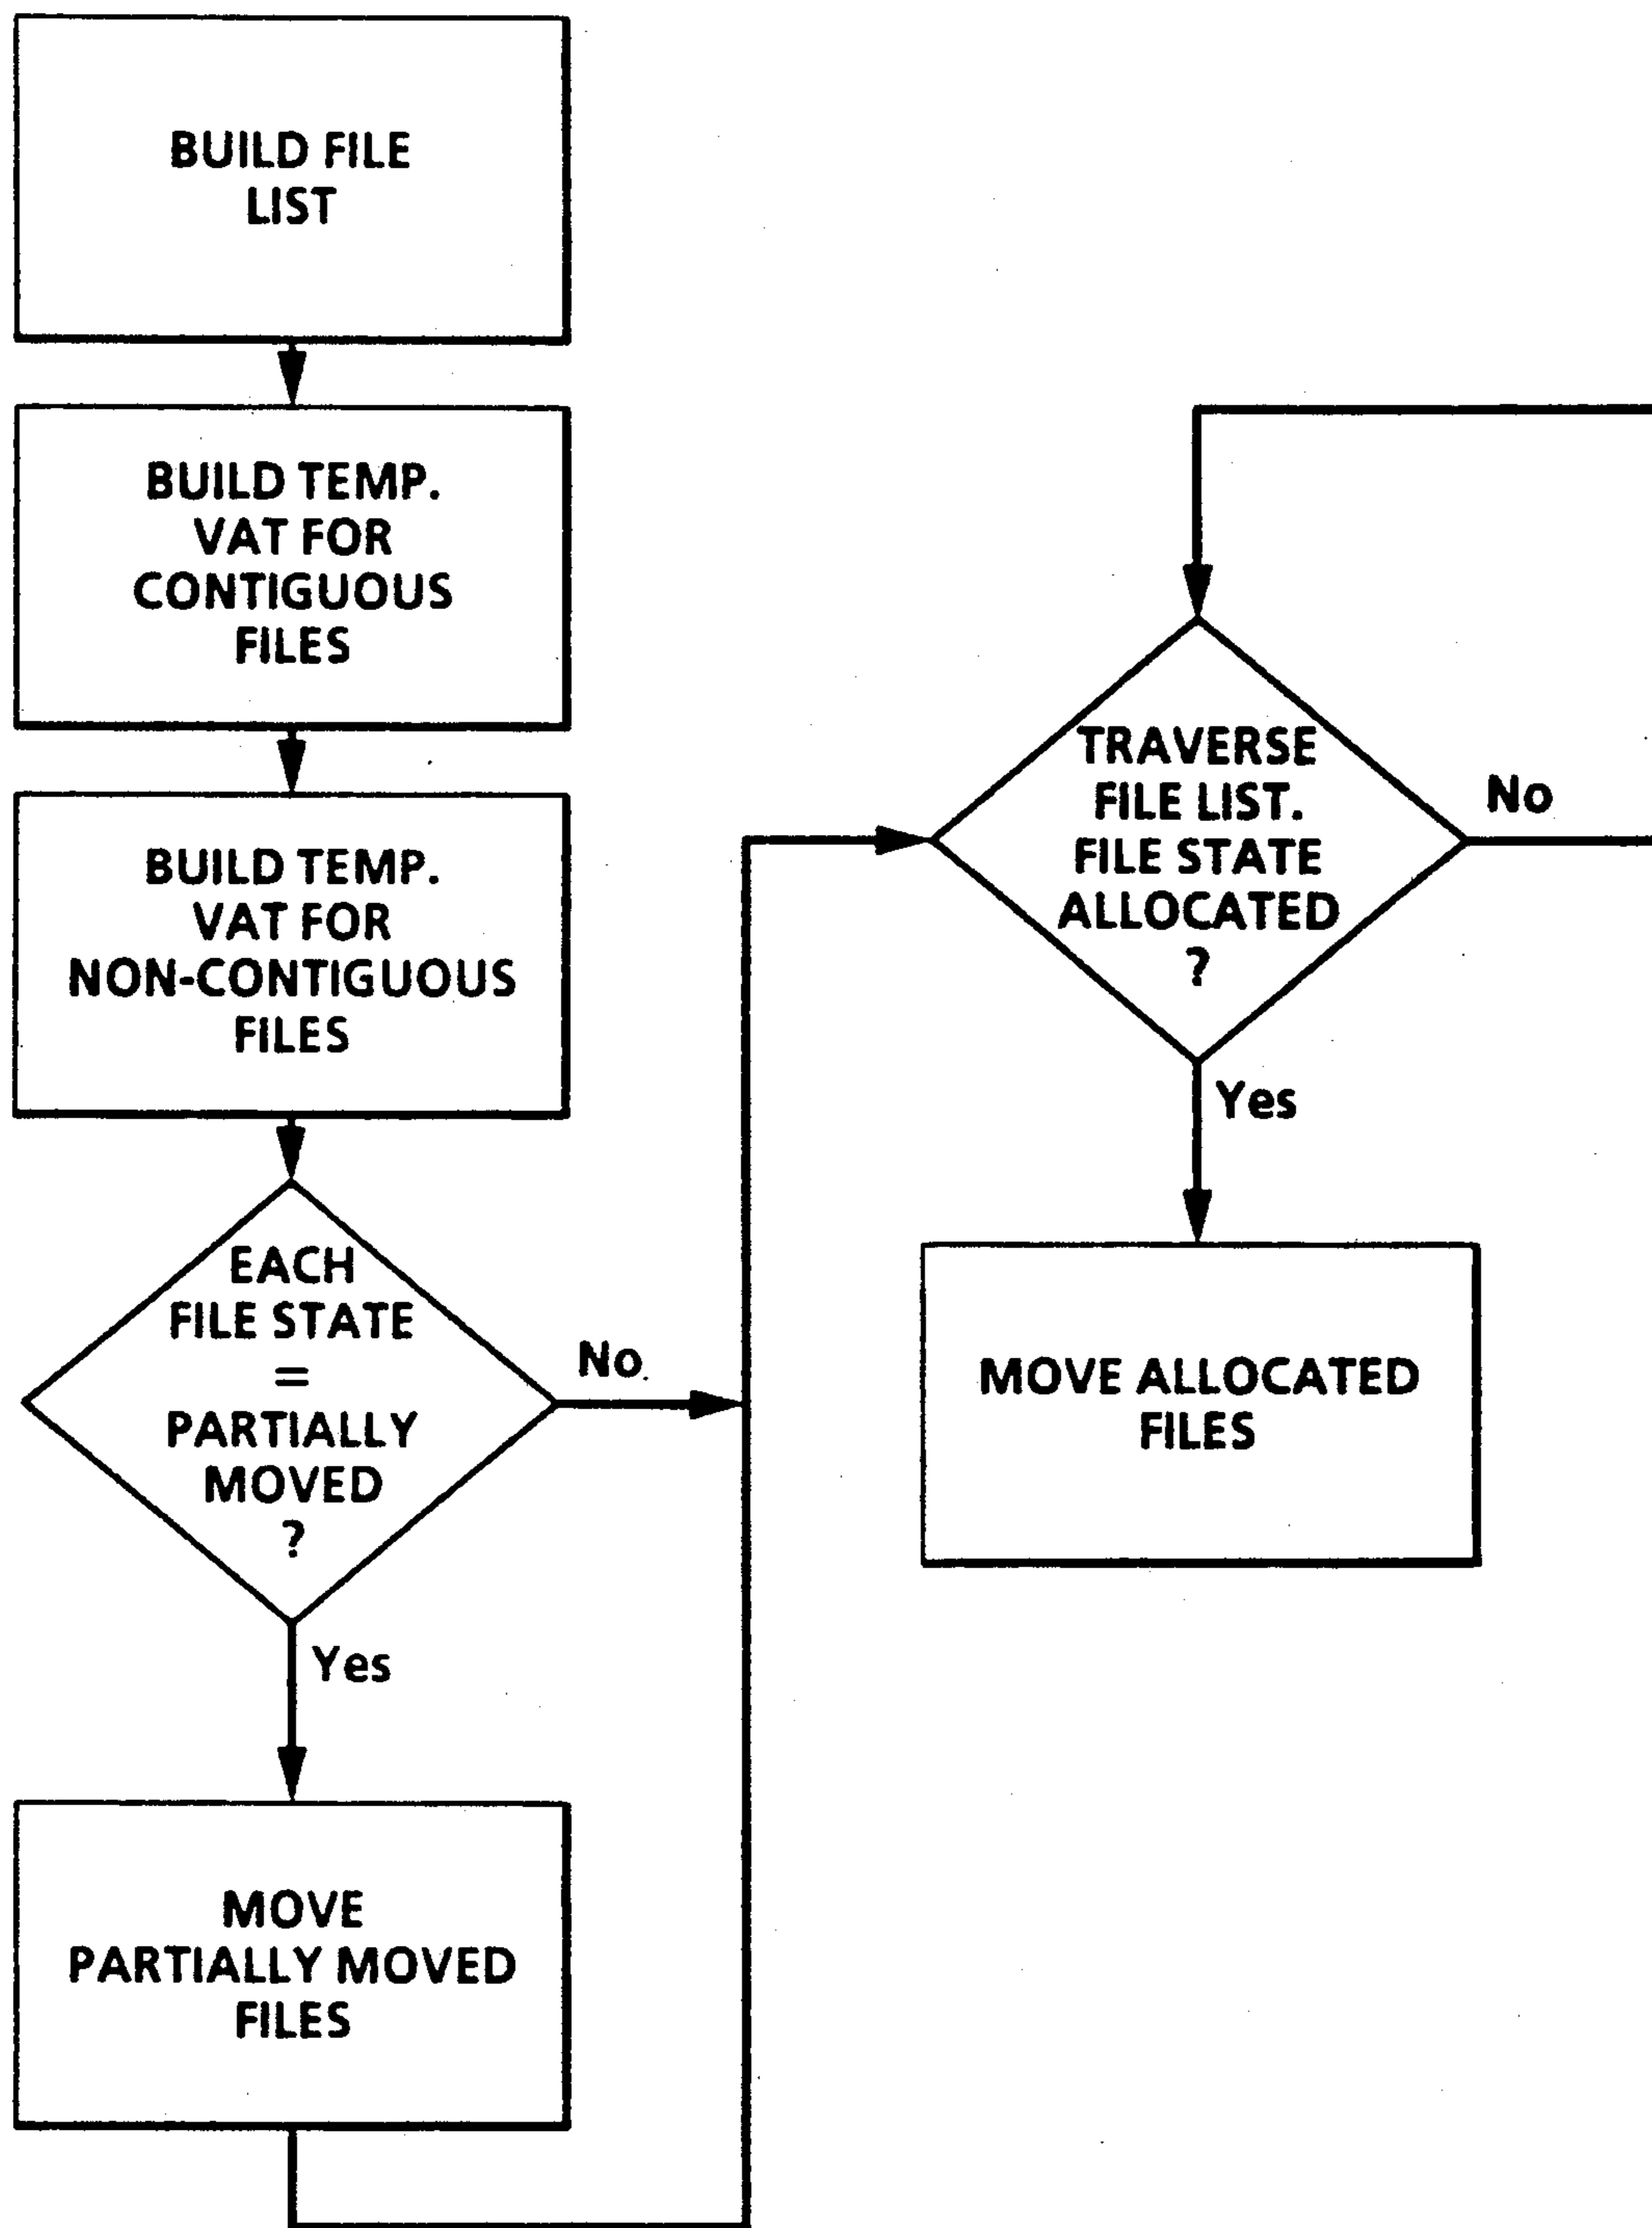 BUILD FILE
LIST
BUILD TEMP.
VAT FOR
CONTIGUOUS
FILES
BUILD TEMP.
VAT FOR
NON-CONTIGUOUS
FILES
EACH
FILE STATE
=
PARTIALLY
MOVED
?
No
Yes
MOVE
PARTIALLY MOVED
FILES
TRAVERSE
FILE LIST.
FILE STATE
ALLOCATED
?
No
Yes
MOVE ALLOCATED
FILES